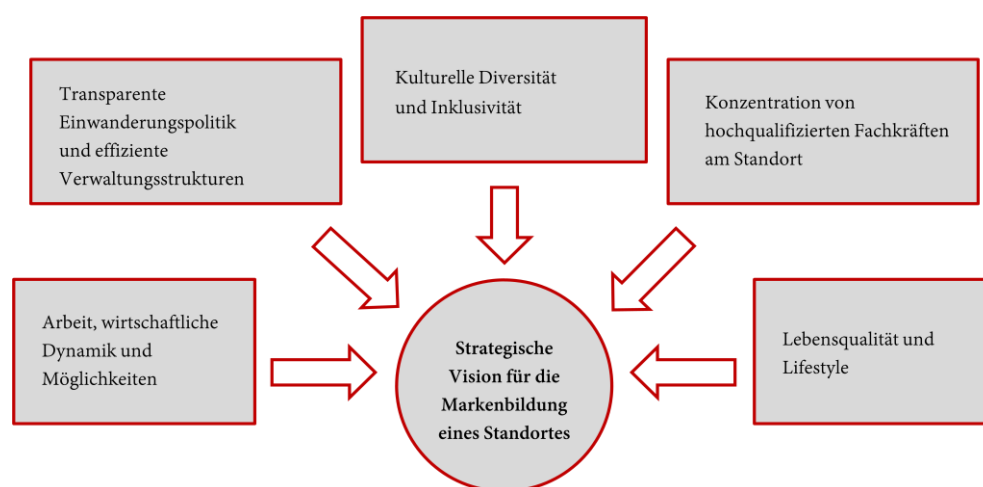 Transparente
Einwanderungspolitik
und effiziente
Verwaltungsstrukturen
Kulturelle Diversität
und Inklusivität
Konzentration von
hochqualifizierten Fachkräften
am Standort
Arbeit, wirtschaftliche
Dynamik und
Möglichkeiten
Strategische
Vision für die
Markenbildung
eines Standortes
Lebensqualität und
Lifestyle